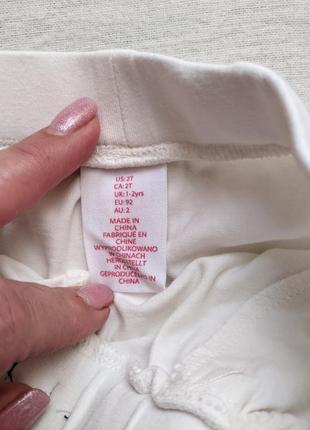 US: 2T
CA: 2T
UK: 1-2yrs
EU: 92
AU: 2
MADE IN
CHINA
FABRIQUÉ EN
CHINE
WYPRODUKOWANO
W CHINACH
HERGESTELLT
IN CHINA
GEPRODUCEERD IN
CHINA